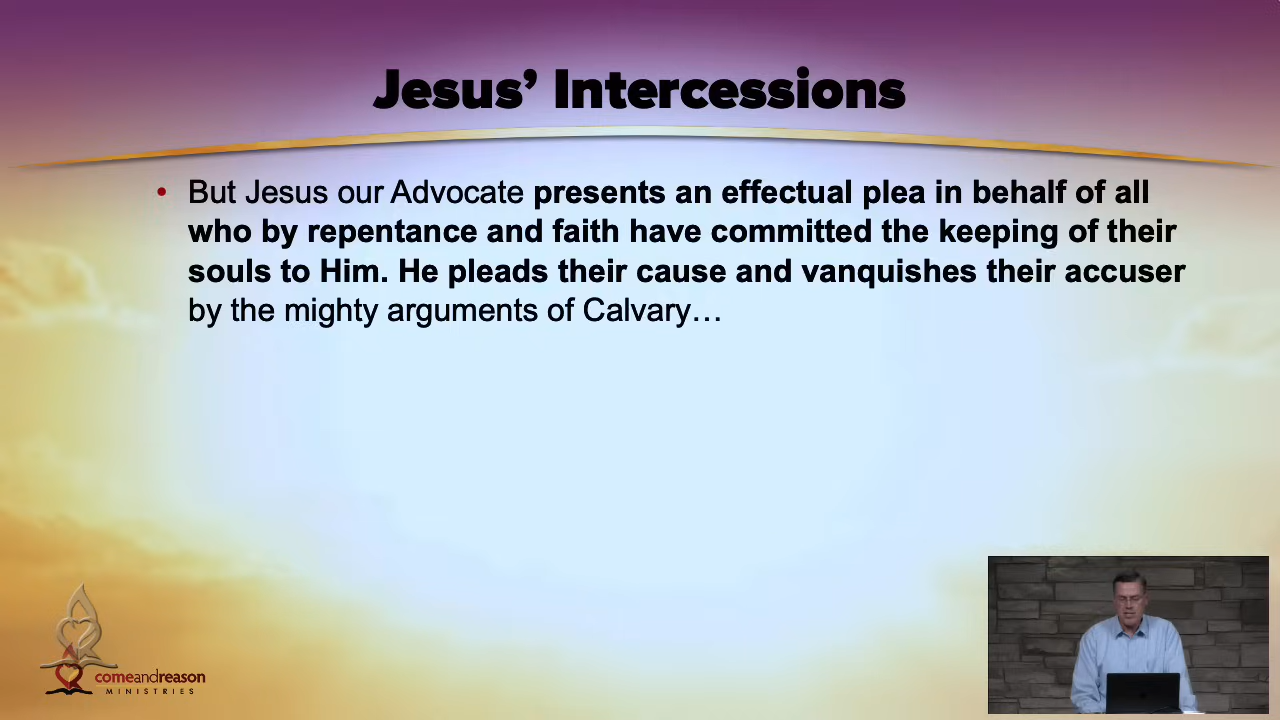 Jesus’ Intercessions
• But Jesus our Advocate presents an effectual plea in behalf of all
who by repentance and faith have committed the keeping of their
souls to Him. He pleads their cause and vanquishes their accuser
by the mighty arguments of Calvary…
comeandreason
MINISTRIES